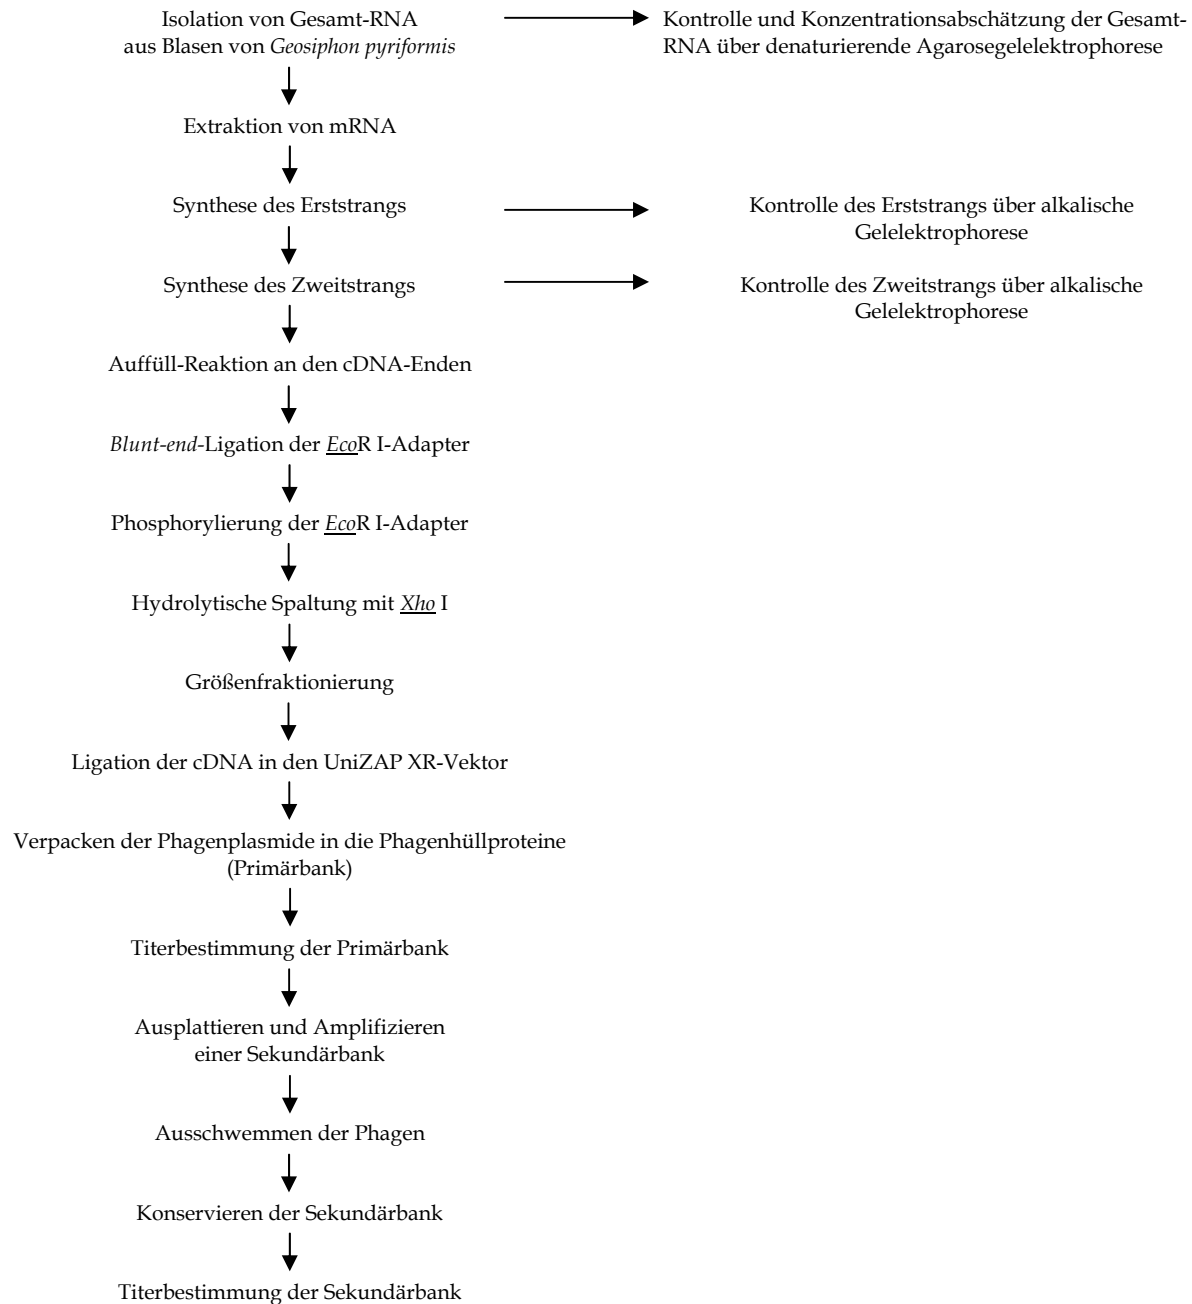 Isolation von Gesamt-RNA
aus Blasen von Geosiphon pyriformis
Kontrolle und Konzentrationsabschätzung der Gesamt-
RNA über denaturierende Agarosegelelektrophorese
Extraktion von mRNA
Synthese des Erststrangs
Kontrolle des Erststrangs über alkalische
Gelelektrophorese
Synthese des Zweitstrangs
Kontrolle des Zweitstrangs über alkalische
Gelelektrophorese
Auffüll-Reaktion an den cDNA-Enden
Blunt-end-Ligation der EcoR I-Adapter
Phosphorylierung der EcoR I-Adapter
Hydrolytische Spaltung mit Xho I
Größenfraktionierung
Ligation der cDNA in den UniZAP XR-Vektor
Verpacken der Phagenplasmide in die Phagenhüllproteine
(Primärbank)
Titerbestimmung der Primärbank
Ausplattieren und Amplifizieren
einer Sekundärbank
Ausschwemmen der Phagen
Konservieren der Sekundärbank
Titerbestimmung der Sekundärbank